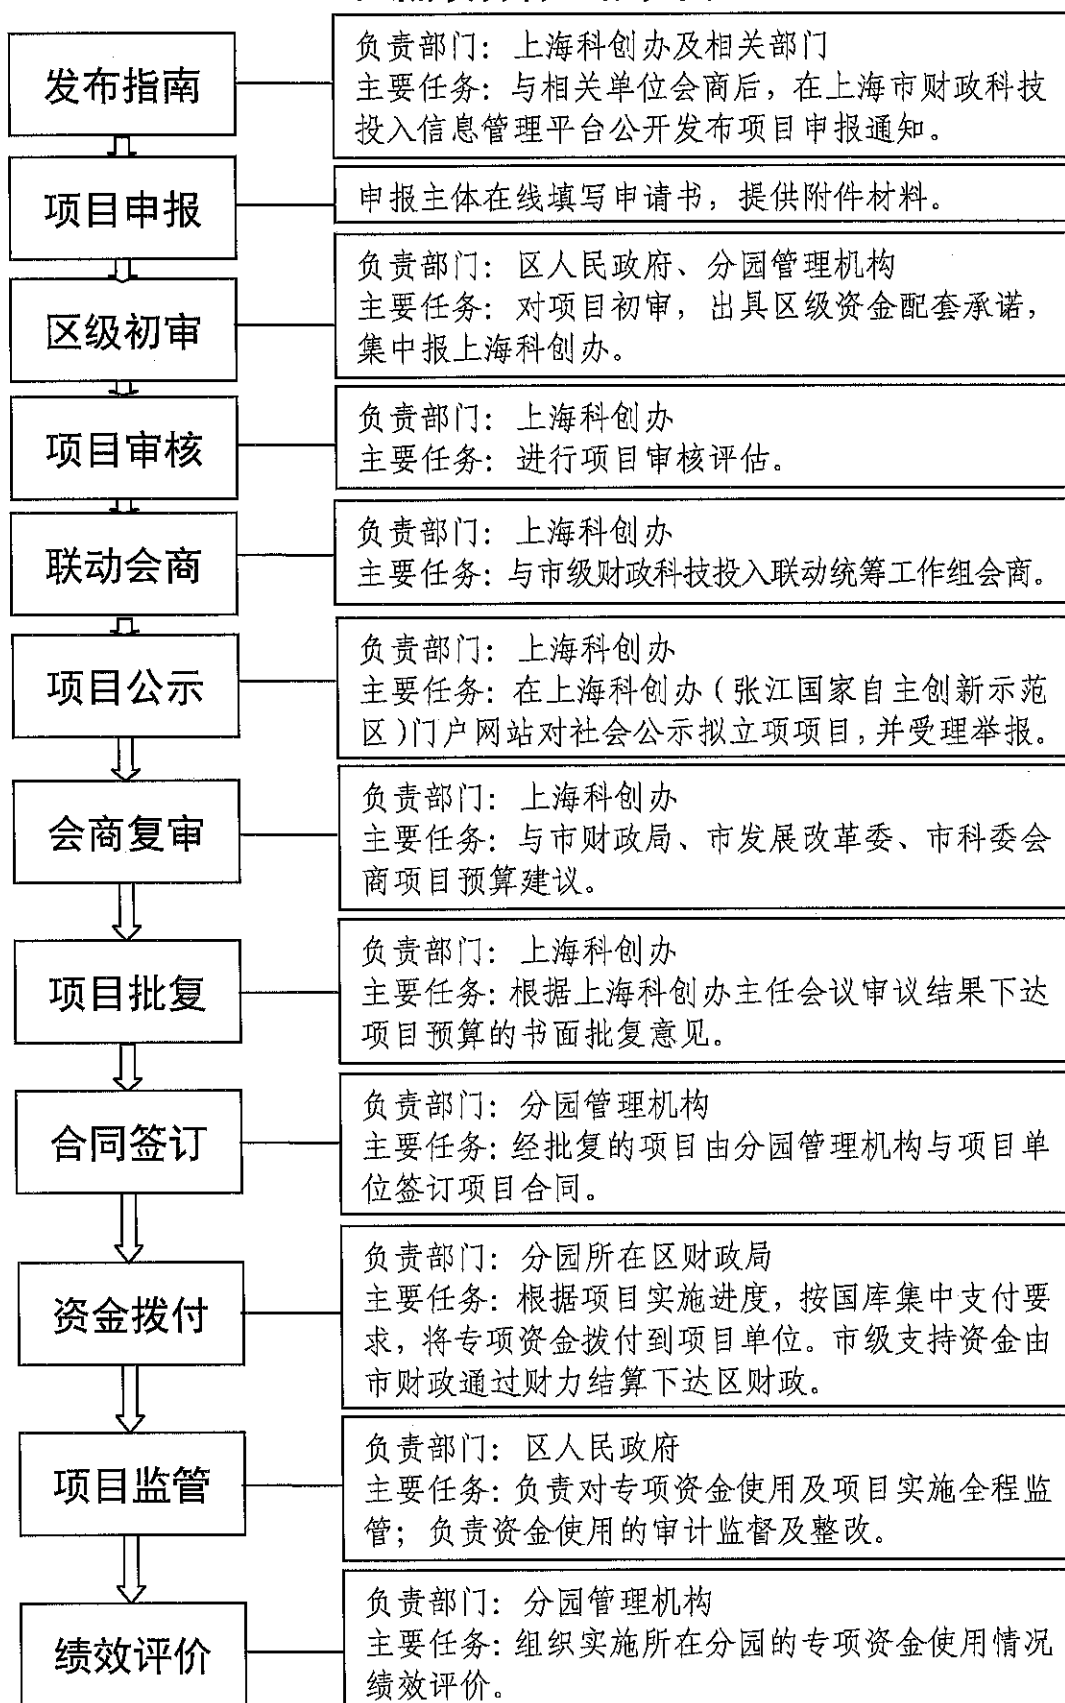 发布指南
负责部门：上海科创办及相关部门
主要任务：与相关单位会商后，在上海市财政科技
投入信息管理平台公开发布项目申报通知。
项目申报
申报主体在线填写申请书，提供附件材料。
区级初审
负责部门：区人民政府、分园管理机构
主要任务：对项目初审，出具区级资金配套承诺，
集中报上海科创办。
项目审核
负责部门：上海科创办
主要任务：进行项目审核评估。
联动会商
负责部门：上海科创办
主要任务：与市级财政科技投入联动统筹工作组会商。
项目公示
负责部门：上海科创办
主要任务：在上海科创办（张江国家自主创新示范
区）门户网站对社会公示拟立项项目，并受理举报。
会商复审
负责部门：上海科创办
主要任务：与市财政局、市发展改革委、市科委会
商项目预算建议。
项目批复
负责部门：上海科创办
主要任务：根据上海科创办主任会议审议结果下达
项目预算的书面批复意见。
合同签订
负责部门：分园管理机构
主要任务：经批复的项目由分园管理机构与项目单
位签订项目合同。
资金拨付
负责部门：分园所在区财政局
主要任务：根据项目实施进度，按国库集中支付要
求，将专项资金拨付到项目单位。市级支持资金由
市财政通过财力结算下达区财政。
项目监管
负责部门：区人民政府
主要任务：负责对专项资金使用及项目实施全程监
管；负责资金使用的审计监督及整改。
绩效评价
负责部门：分园管理机构
主要任务：组织实施所在分园的专项资金使用情况
绩效评价。